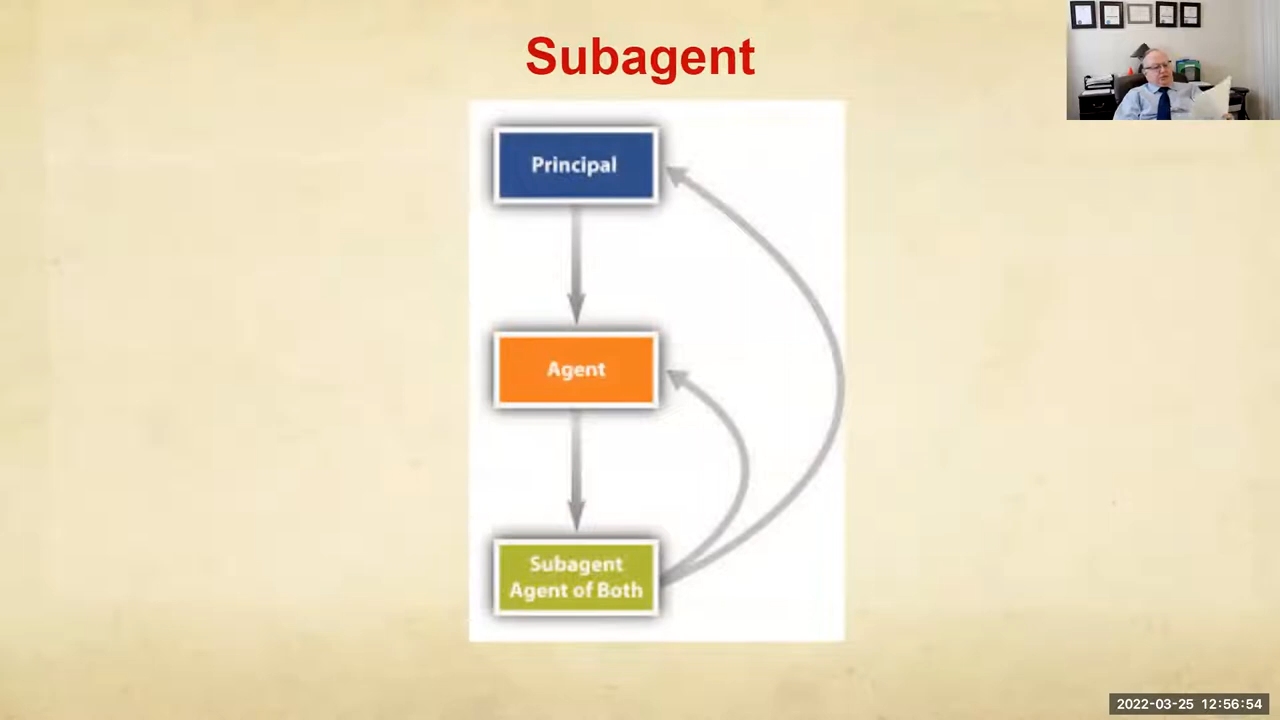 Subagent
Principal
Agent
Subagent
Agent of Both
2022-03-25 12:56:54